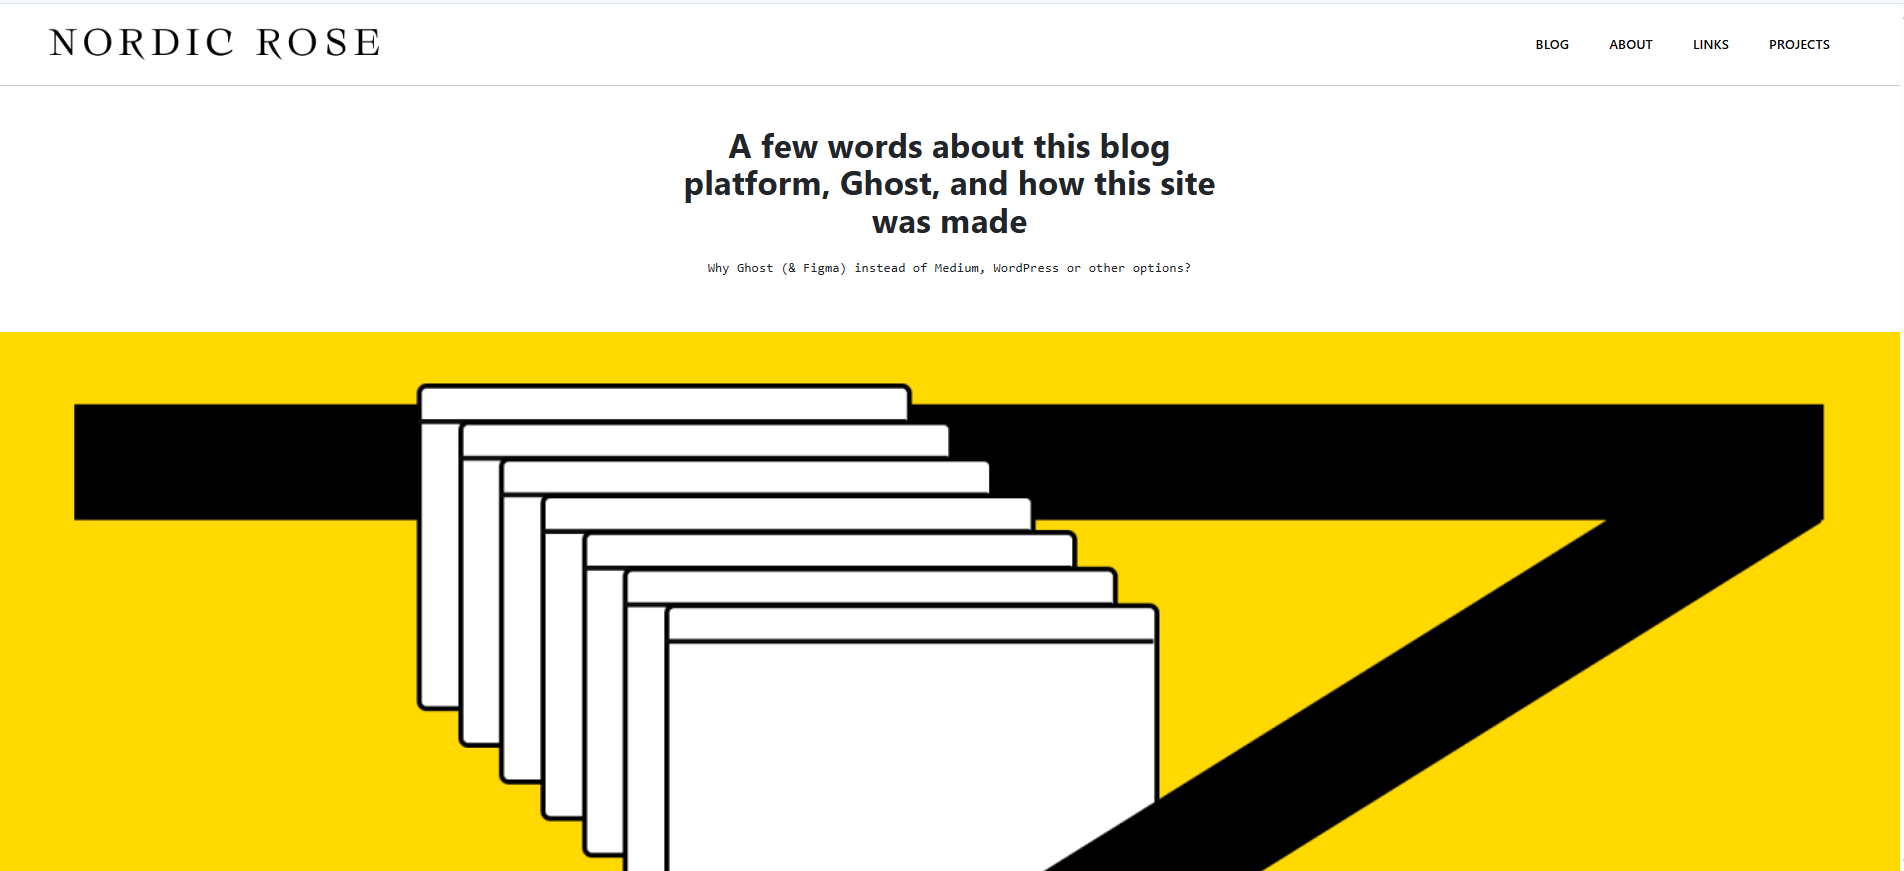 NORDIC ROSE
BLOG ABOUT LINKS PROJECTS
A few words about this blog
platform, Ghost, and how this site
was made
Why Ghost (& Figma) instead of Medium, WordPress or other options?